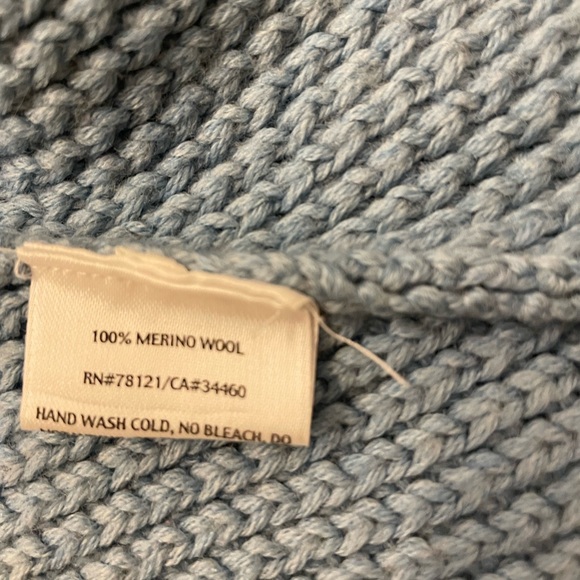 100% MERINO WOOL
RN#78121/CA#34460
HAND WASH COLD, NO BLEACH, DO